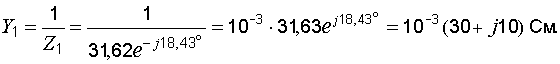 Y₁ = 1/Z₁ = 1/(31,62e^(-j18,43°)) = 10⁻³ · 31,63e^(j18,43°) = 10⁻³ (30+ j10) См.